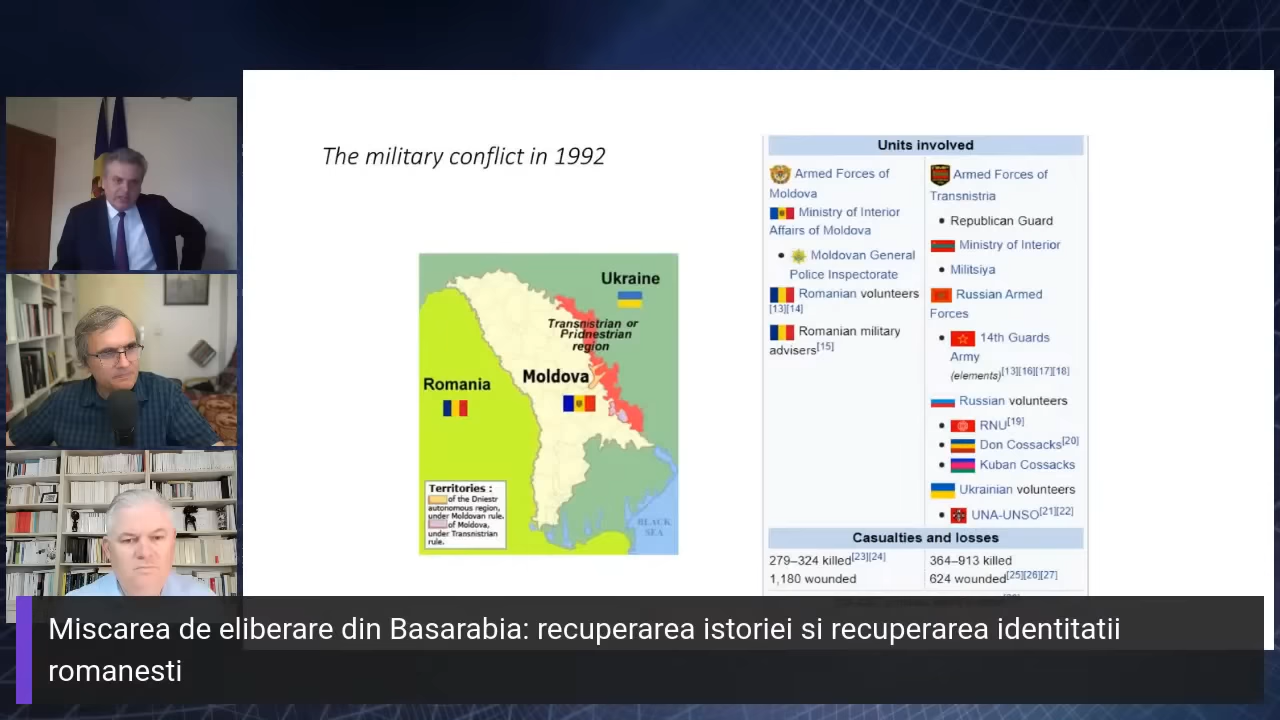 The military conflict in 1992
Ukraine
Transnistrian or
Pridnestrian
region
Moldova
Romania
Territories :
of the Dniestr
autonomous region,
under Moldovan rule.
of Moldova,
under Transnistrian
rule.
BLACK
SEA
Units involved
Armed Forces of
Moldova
Ministry of Interior
Affairs of Moldova
• Moldovan General
Police Inspectorate
Romanian volunteers
[13][14]
Romanian military
advisers[15]
Armed Forces of
Transnistria
• Republican Guard
Ministry of Interior
• Militsiya
Russian Armed
Forces
• 14th Guards
Army
(elements)[13][16][17][18]
Russian volunteers
• RNU[19]
• Don Cossacks[20]
• Kuban Cossacks
Ukrainian volunteers
• UNA-UNSO[21][22]
Casualties and losses
279–324 killed[23][24]
1,180 wounded
364–913 killed
624 wounded[25][26][27]
Miscarea de eliberare din Basarabia: recuperarea istoriei si recuperarea identitatii
romanesti